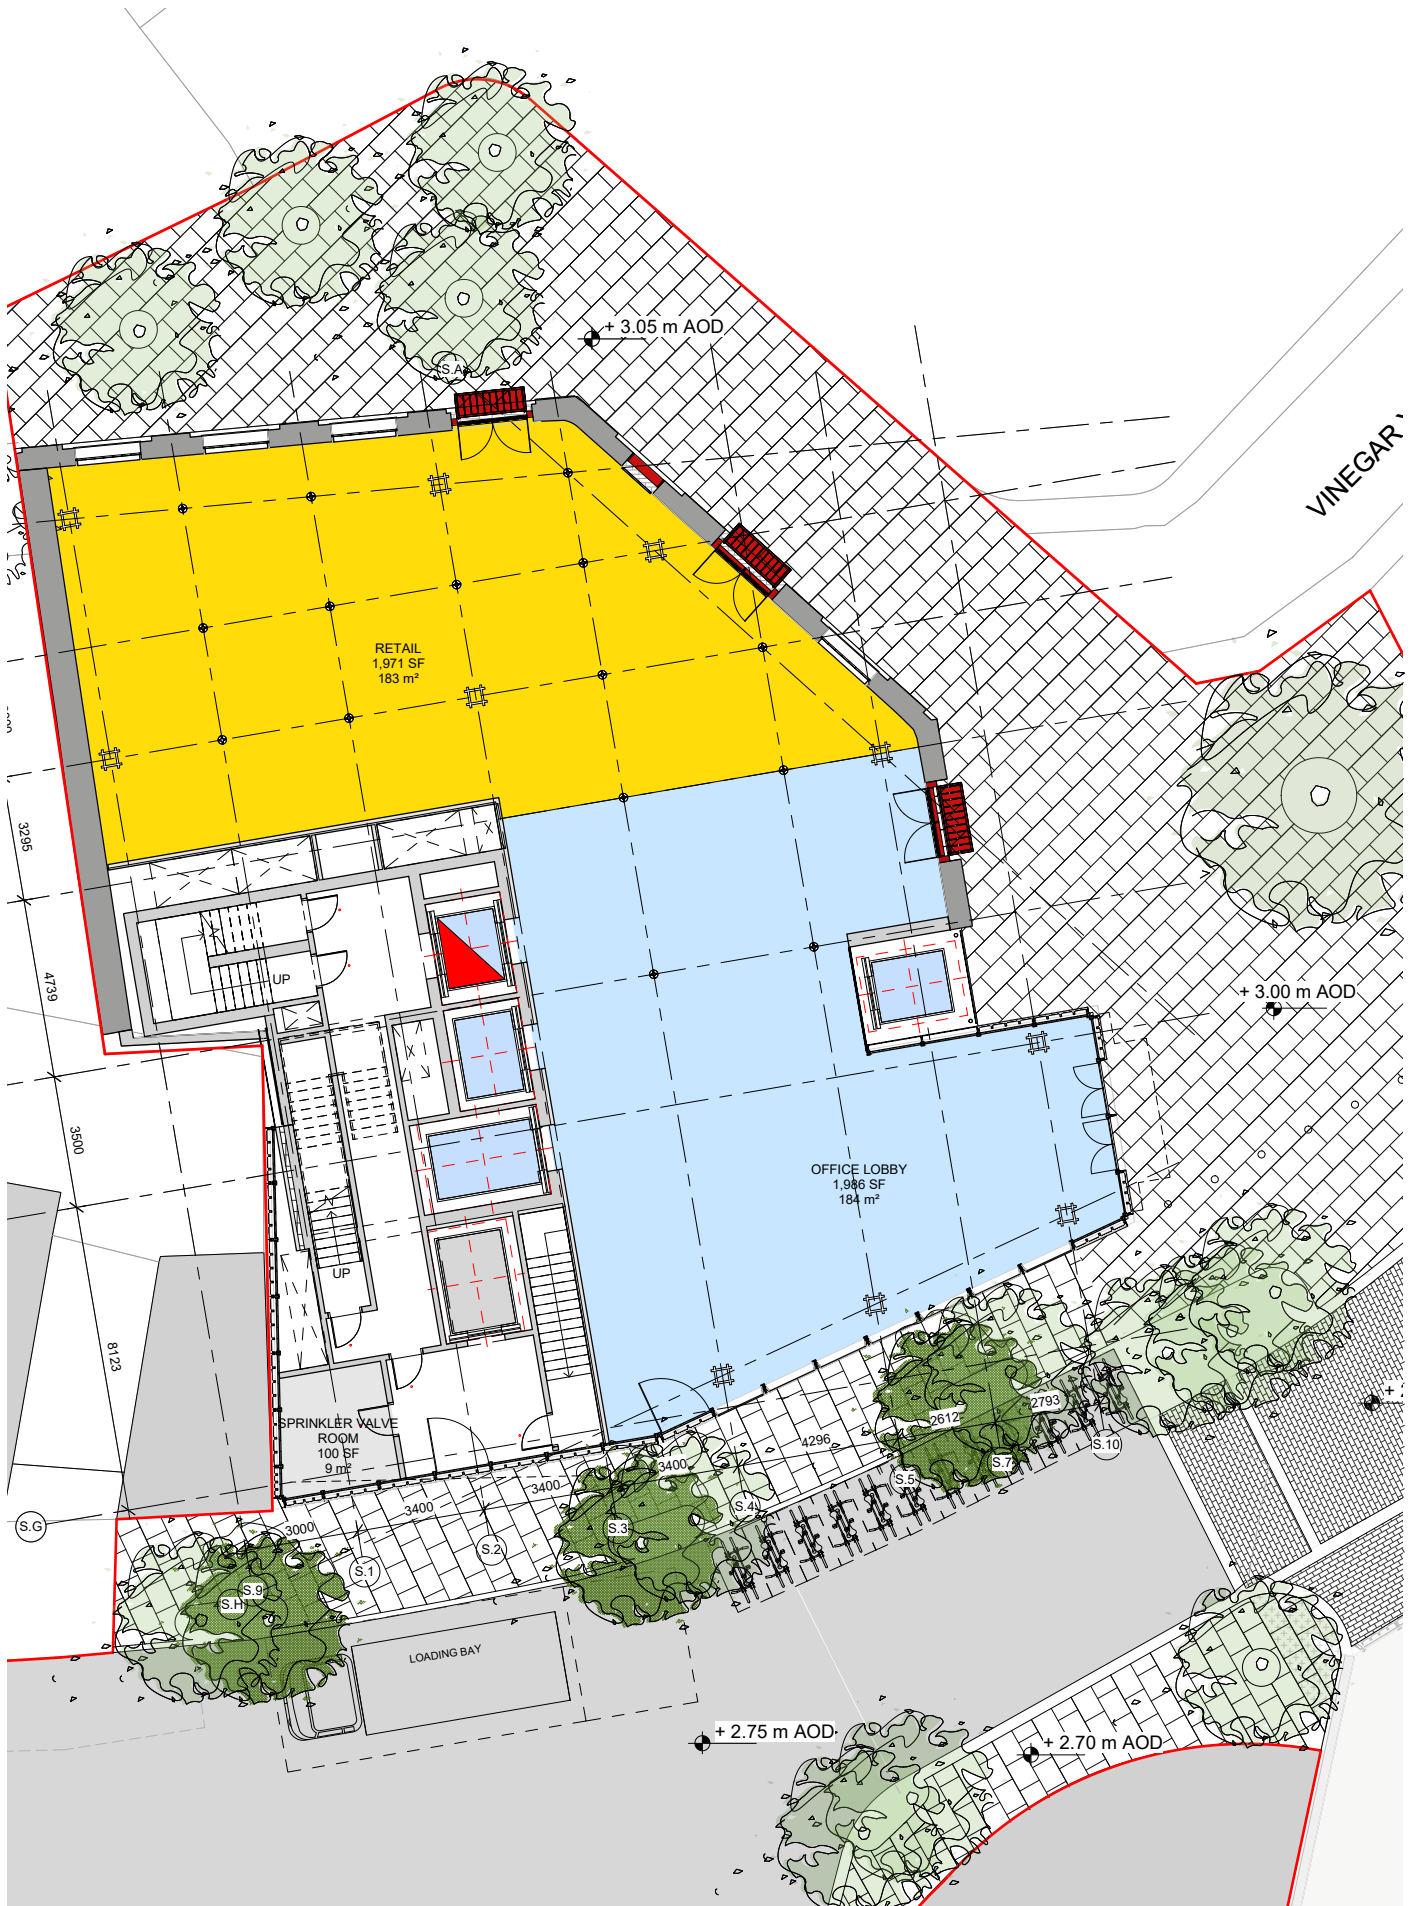 S.A
+ 3.05 m AOD
VINEGAR
RETAIL
1,971 SF
183 m²
3295
4739
UP
+ 3.00 m AOD
3500
OFFICE LOBBY
1,986 SF
184 m²
UP
8123
SPRINKLER VALVE
ROOM
100 SF
9 m²
2612
2793
4296
S.10
3400
S.7
S.5
3400
3400
3000
S.4
S.3
S.G
S.2
S.1
S.9
S.H
LOADING BAY
+ 2.75 m AOD
+ 2.70 m AOD